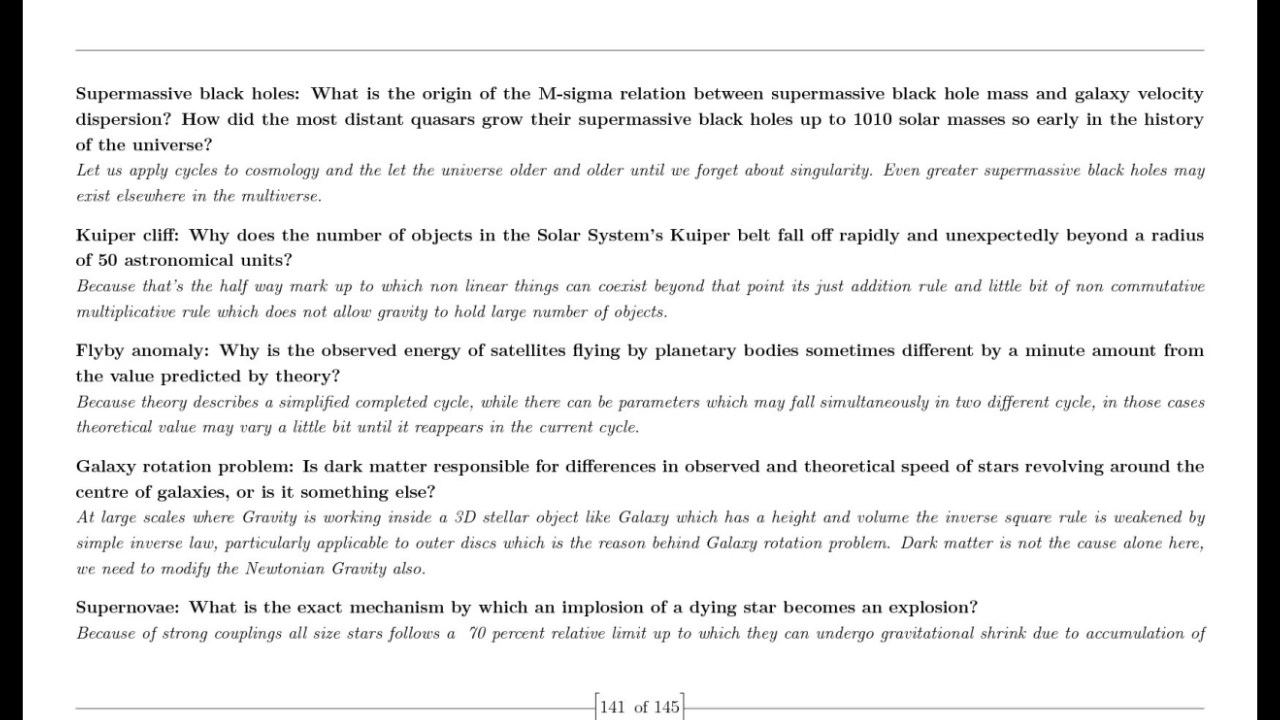 Supermassive black holes: What is the origin of the M-sigma relation between supermassive black hole mass and galaxy velocity
dispersion? How did the most distant quasars grow their supermassive black holes up to 1010 solar masses so early in the history
of the universe?
Let us apply cycles to cosmology and the let the universe older and older until we forget about singularity. Even greater supermassive black holes may
exist elsewhere in the multiverse.
Kuiper cliff: Why does the number of objects in the Solar System's Kuiper belt fall off rapidly and unexpectedly beyond a radius
of 50 astronomical units?
Because that's the half way mark up to which non linear things can coexist beyond that point its just addition rule and little bit of non commutative
multiplicative rule which does not allow gravity to hold large number of objects.
Flyby anomaly: Why is the observed energy of satellites flying by planetary bodies sometimes different by a minute amount from
the value predicted by theory?
Because theory describes a simplified completed cycle, while there can be parameters which may fall simultaneously in two different cycle, in those cases
theoretical value may vary a little bit until it reappears in the current cycle.
Galaxy rotation problem: Is dark matter responsible for differences in observed and theoretical speed of stars revolving around the
centre of galaxies, or is it something else?
At large scales where Gravity is working inside a 3D stellar object like Galaxy which has a height and volume the inverse square rule is weakened by
simple inverse law, particularly applicable to outer discs which is the reason behind Galaxy rotation problem. Dark matter is not the cause alone here,
we need to modify the Newtonian Gravity also.
Supernovae: What is the exact mechanism by which an implosion of a dying star becomes an explosion?
Because of strong couplings all size stars follows a 70 percent relative limit up to which they can undergo gravitational shrink due to accumulation of
141 of 145